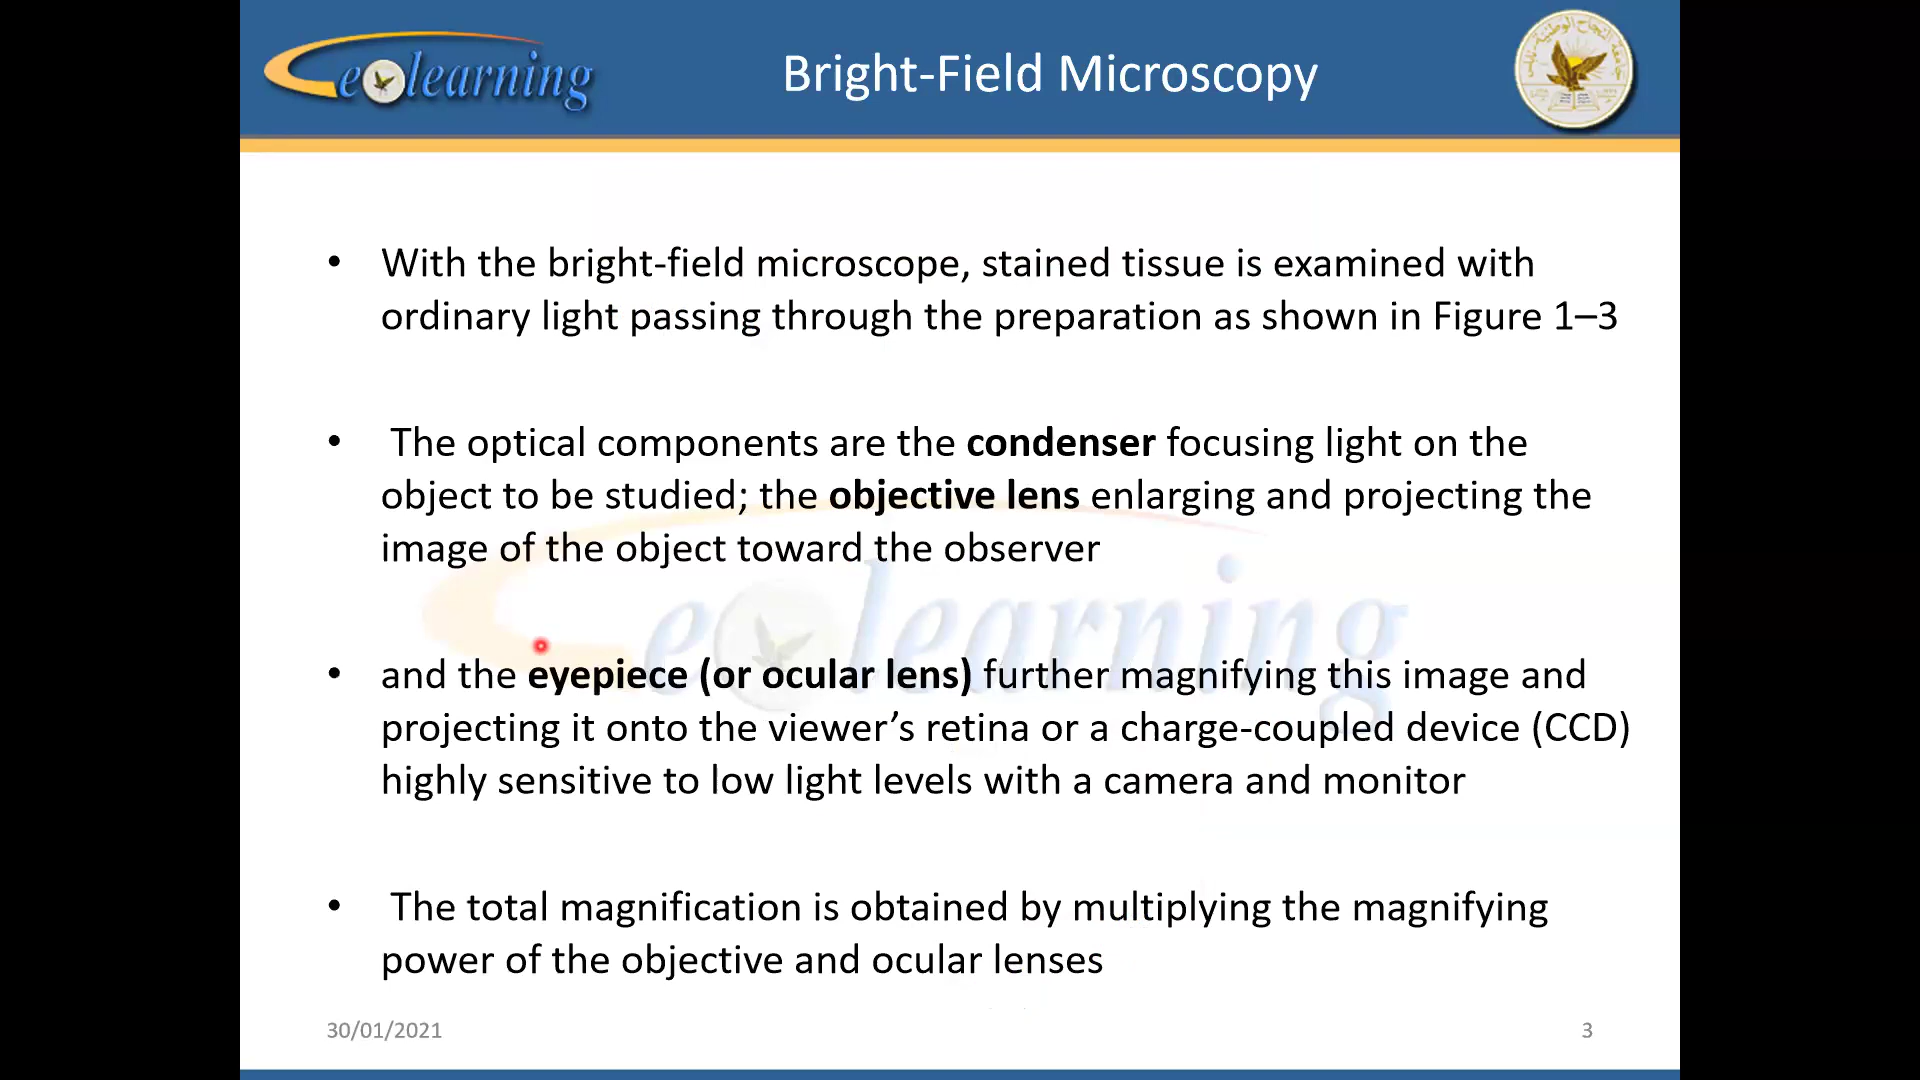 elearning
Bright-Field Microscopy
• With the bright-field microscope, stained tissue is examined with
ordinary light passing through the preparation as shown in Figure 1–3
• The optical components are the condenser focusing light on the
object to be studied; the objective lens enlarging and projecting the
image of the object toward the observer
elearning
• and the eyepiece (or ocular lens) further magnifying this image and
projecting it onto the viewer’s retina or a charge-coupled device (CCD)
highly sensitive to low light levels with a camera and monitor
• The total magnification is obtained by multiplying the magnifying
power of the objective and ocular lenses
30/01/2021
3